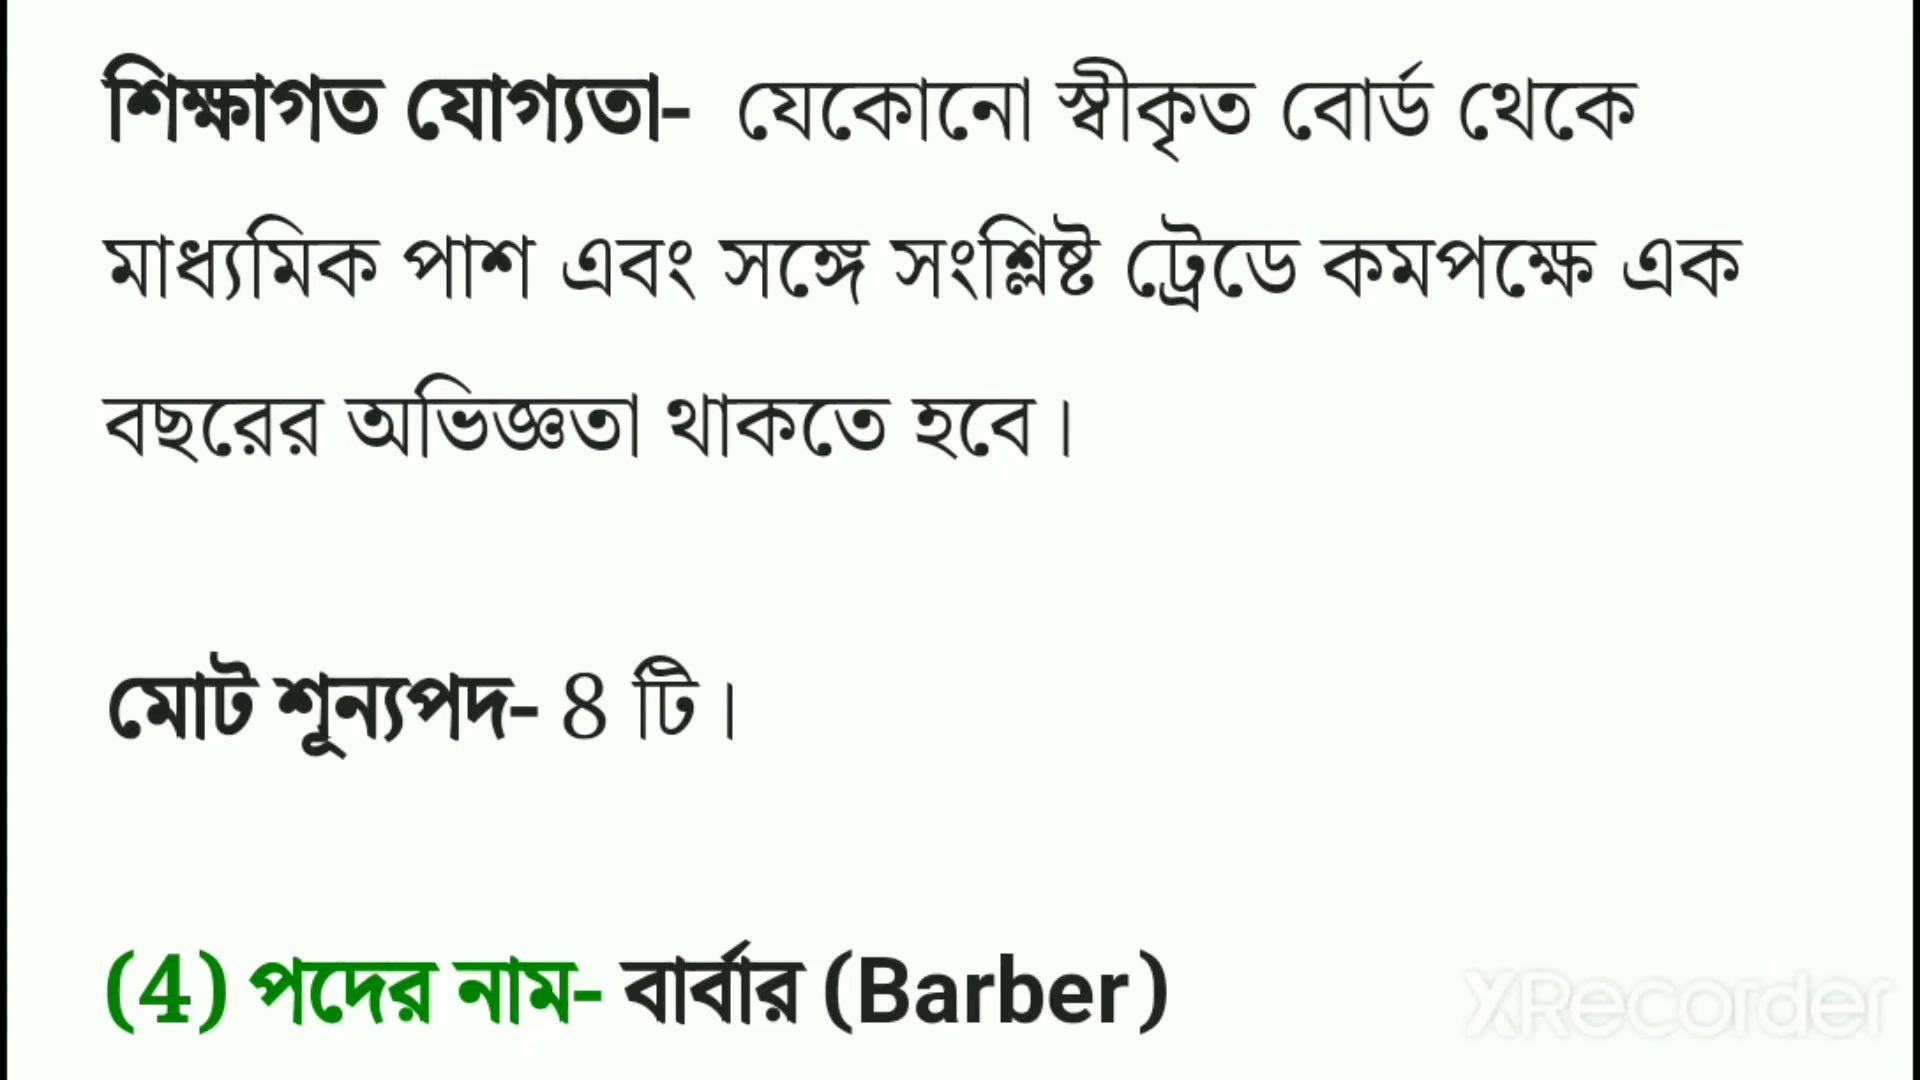 শিক্ষাগত যোগ্যতা- যেকোনো স্বীকৃত বোর্ড থেকে
মাধ্যমিক পাশ এবং সঙ্গে সংশ্লিষ্ট ট্রেডে কমপক্ষে এক
বছরের অভিজ্ঞতা থাকতে হবে।
মোট শূন্যপদ- 8 টি।
(4) পদের নাম- বার্বার (Barber)
XRecorder